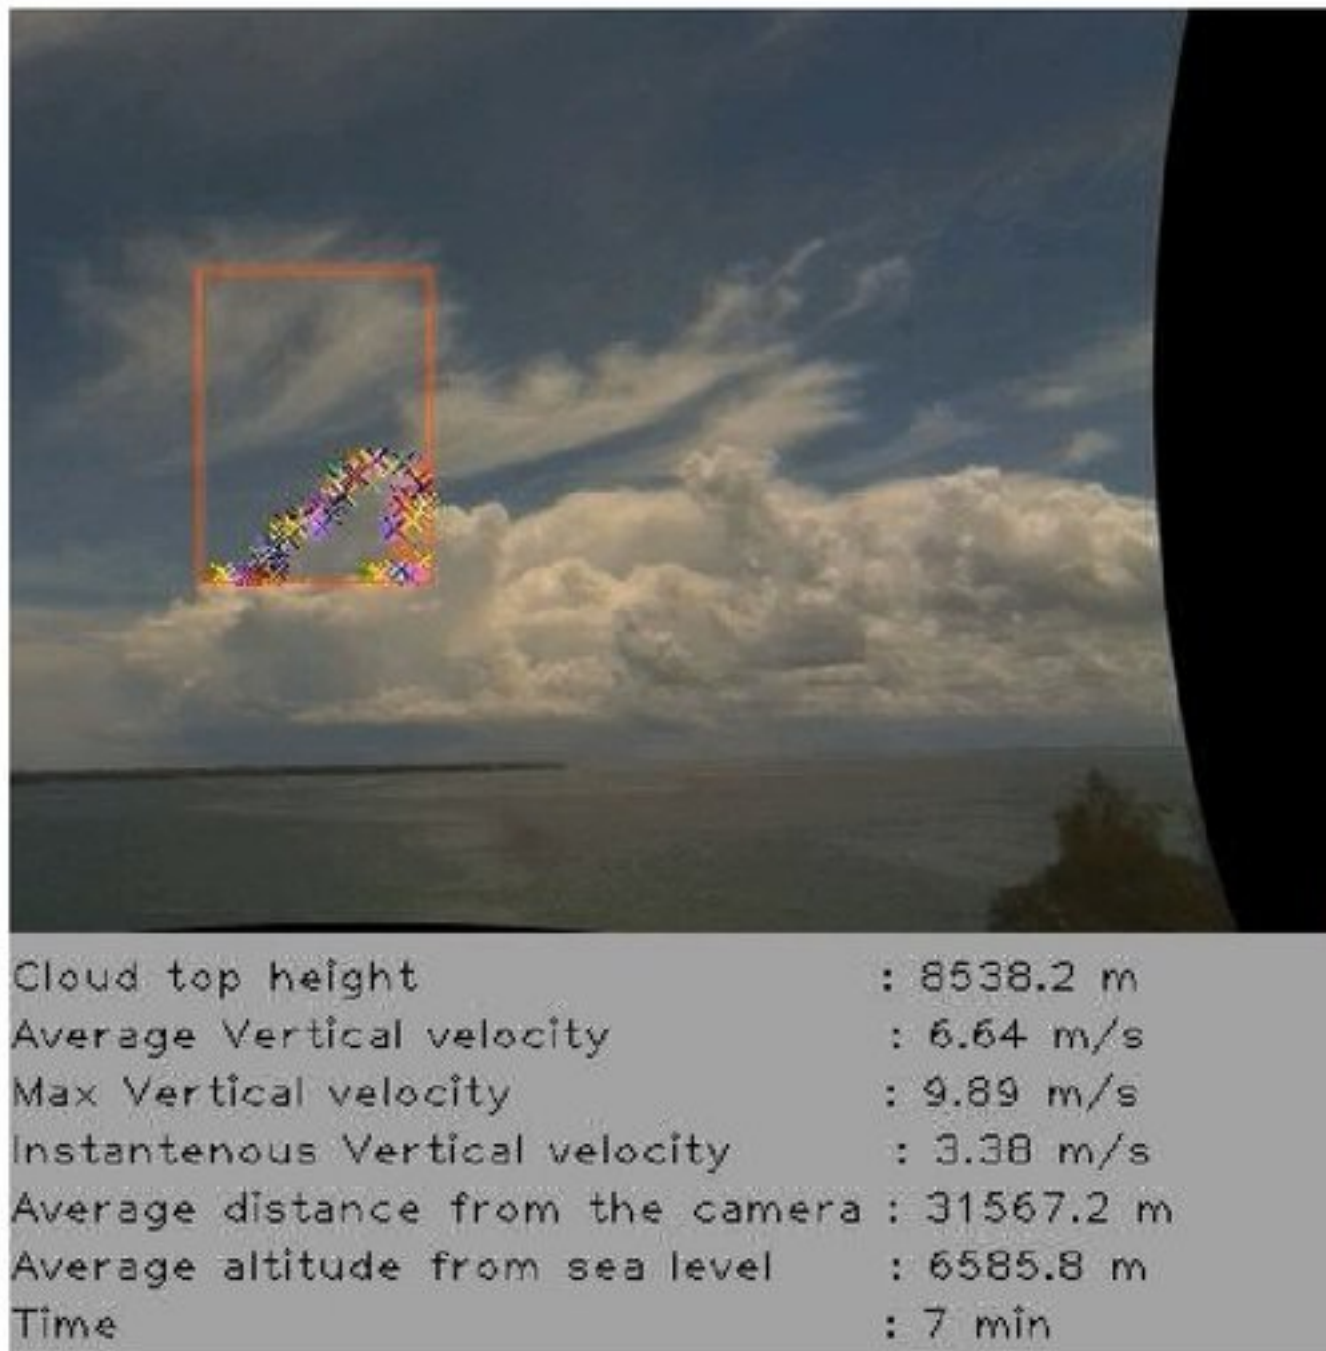 Cloud top height : 8538.2 m
Average Vertical velocity : 6.64 m/s
Max Vertical velocity : 9.89 m/s
Instantenous Vertical velocity : 3.38 m/s
Average distance from the camera : 31567.2 m
Average altitude from sea level : 6585.8 m
Time : 7 min